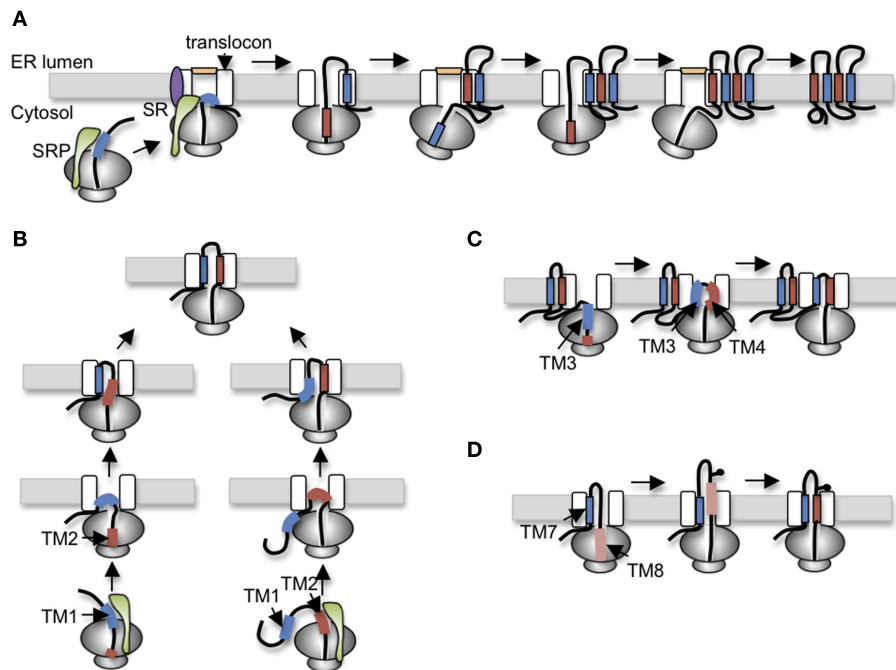 A
translocon
ER lumen
Cytosol
SR
SRP
B
TM2
TM1
TM1
TM2
C
TM3
TM3
TM4
D
TM7
TM8